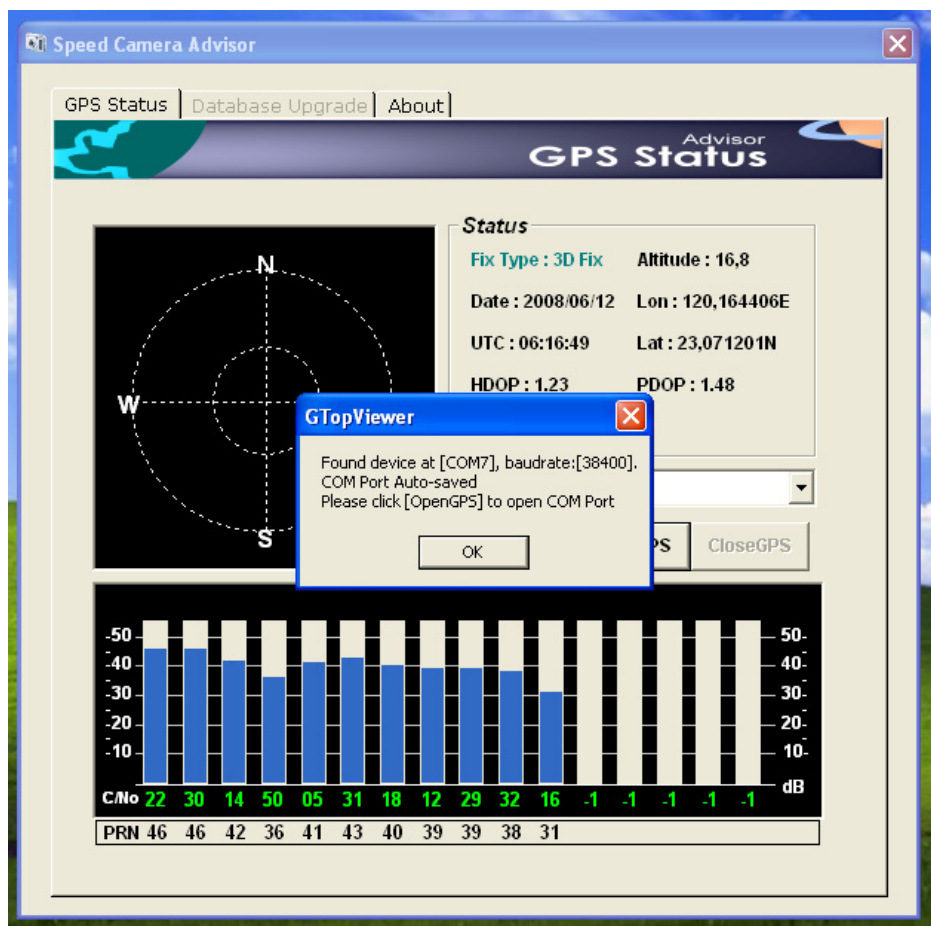 Speed Camera Advisor
GPS Status Database Upgrade About
Advisor
GPS Status
Status
Fix Type : 3D Fix Altitude : 16,8
Date : 2008/06/12 Lon : 120,164406E
UTC : 06:16:49 Lat : 23,071201N
HDOP : 1.23 PDOP : 1.48
N
W
S
GTopViewer
Found device at [COM7], baudrate:[38400].
COM Port Auto-saved
Please click [OpenGPS] to open COM Port
OK
PS CloseGPS
-50 50-
-40 40-
-30 30-
-20 20-
-10 10-
dB
C/No 22 30 14 50 05 31 18 12 29 32 16 -1 -1 -1 -1 -1
PRN 46 46 42 36 41 43 40 39 39 38 31